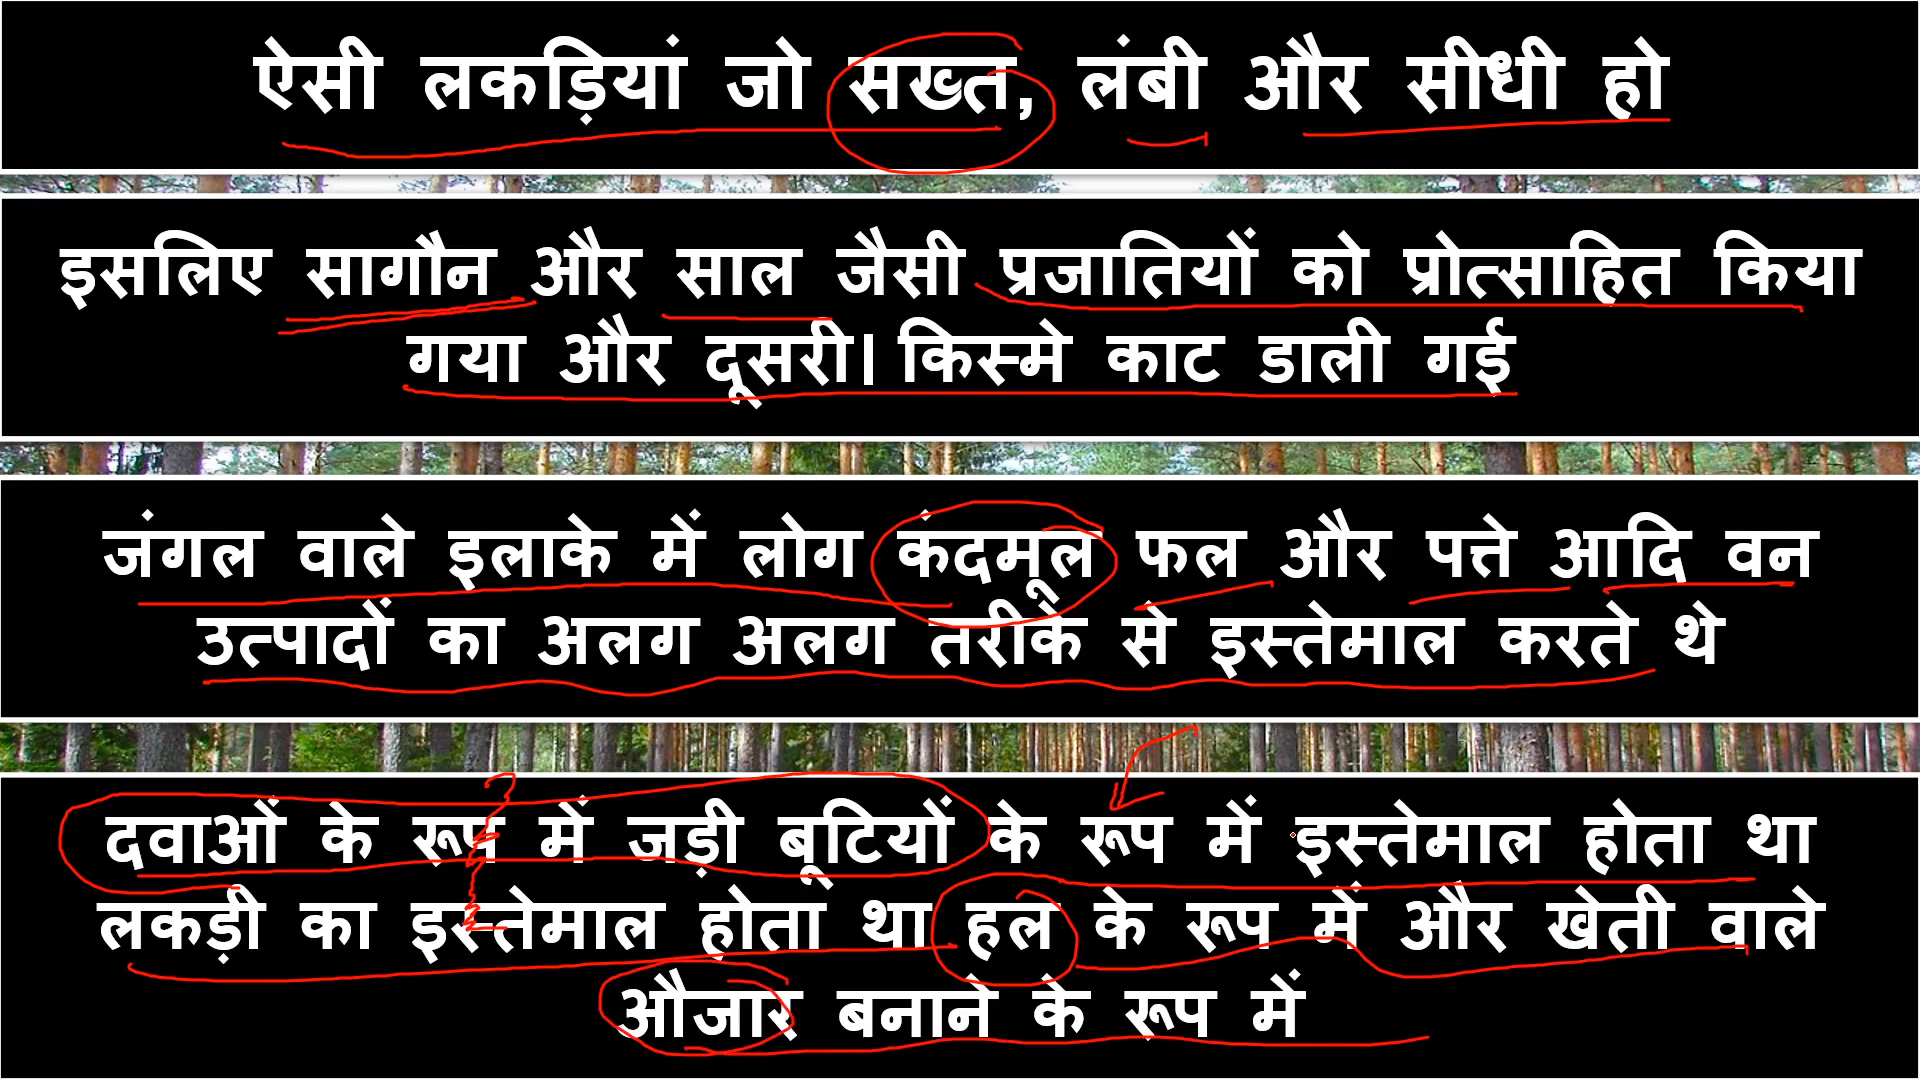 ऐसी लकड़ियां जो सख्त, लंबी और सीधी हो
इसलिए सागौन और साल जैसी प्रजातियों को प्रोत्साहित किया
गया और दूसरी। किस्मे काट डाली गई
जंगल वाले इलाके में लोग कंदमूल फल और पत्ते आदि वन
उत्पादों का अलग अलग तरीके से इस्तेमाल करते थे
दवाओं के रूप में जड़ी बूटियों के रूप में इस्तेमाल होता था
लकड़ी का इस्तेमाल होता था हल के रूप में और खेती वाले
औजार बनाने के रूप में